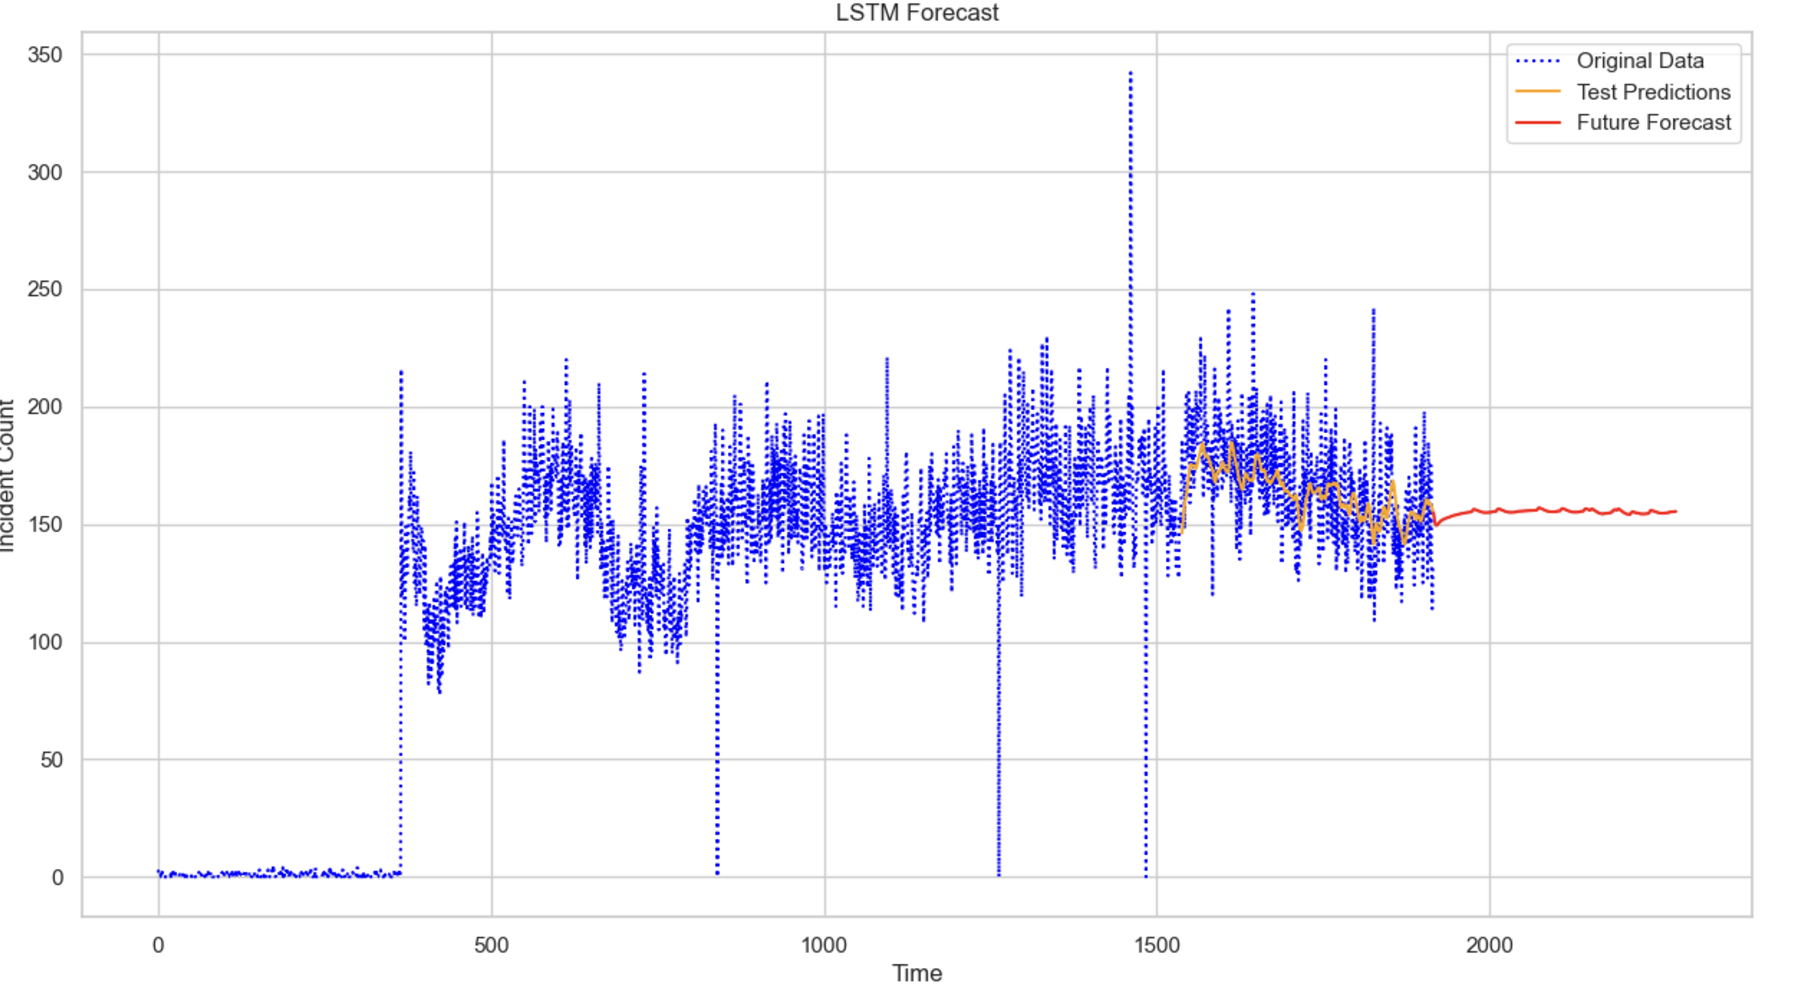 LSTM Forecast
350
300
250
200
150
100
50
0
Incident Count
Original Data
Test Predictions
Future Forecast
0 500 1000 1500 2000
Time